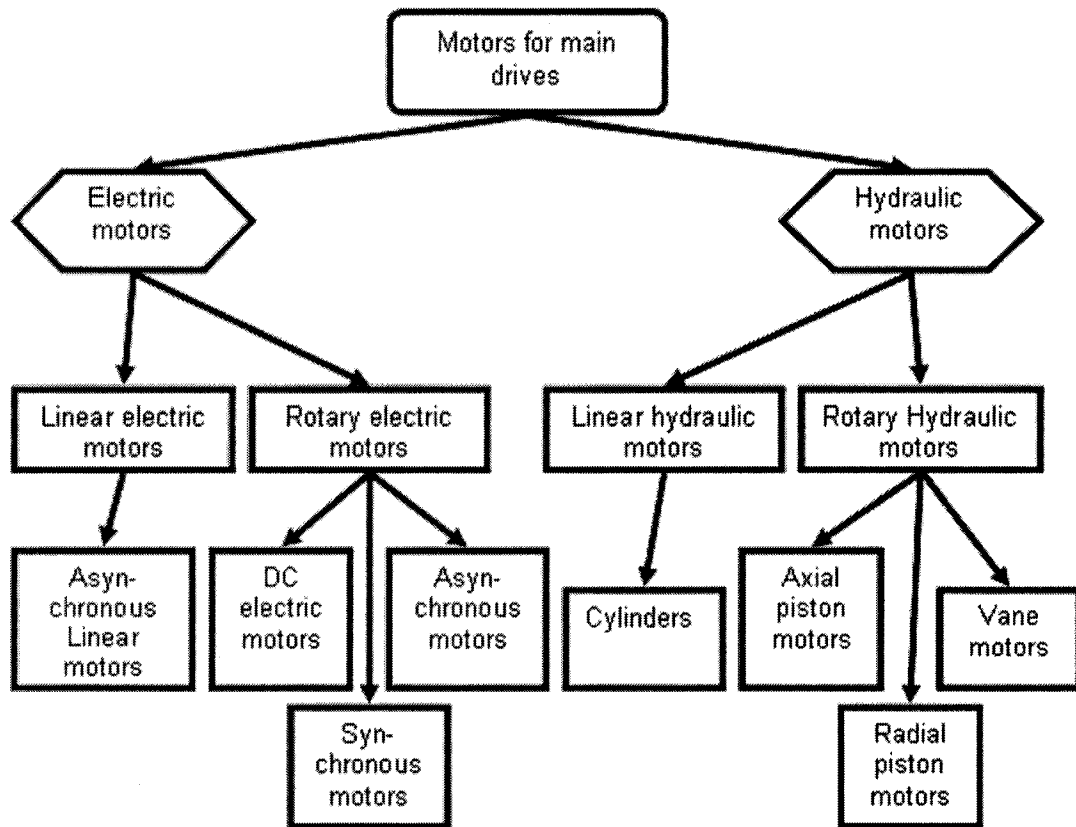 Motors for main
drives
Electric
motors
Hydraulic
motors
Linear electric
motors
Rotary electric
motors
Linear hydraulic
motors
Rotary Hydraulic
motors
Asyn-
chronous
Linear
motors
DC
electric
motors
Asyn-
chronous
motors
Cylinders
Axial
piston
motors
Vane
motors
Syn-
chronous
motors
Radial
piston
motors